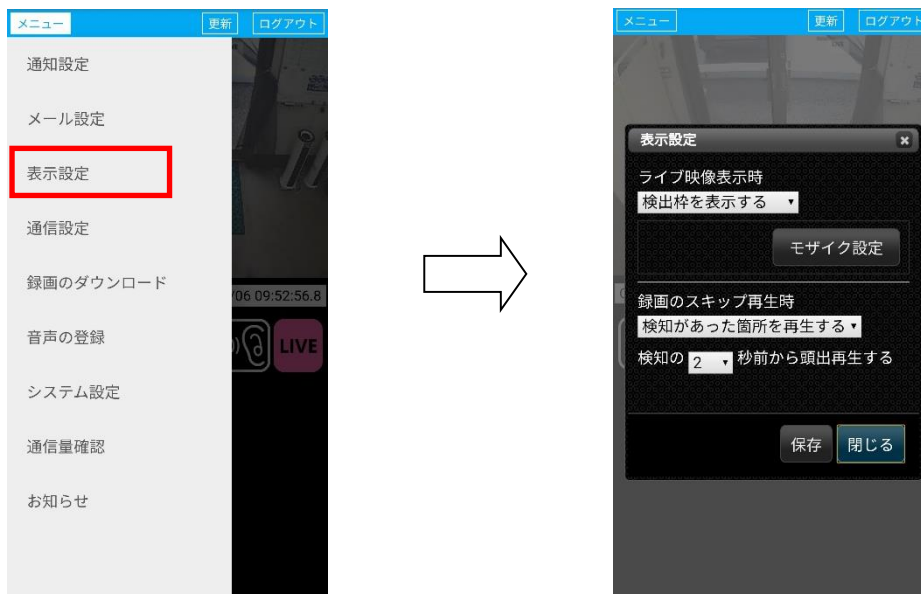 メニュー 更新 ログアウト
通知設定
メール設定
表示設定
通信設定
録画のダウンロード
音声の登録
システム設定
通信量確認
お知らせ
06 09:52:56.8
LIVE
メニュー 更新 ログアウト
表示設定
ライブ映像表示時
検出枠を表示する
モザイク設定
録画のスキップ再生時
検知があった箇所を再生する
検知の 2 秒前から頭出再生する
保存 閉じる